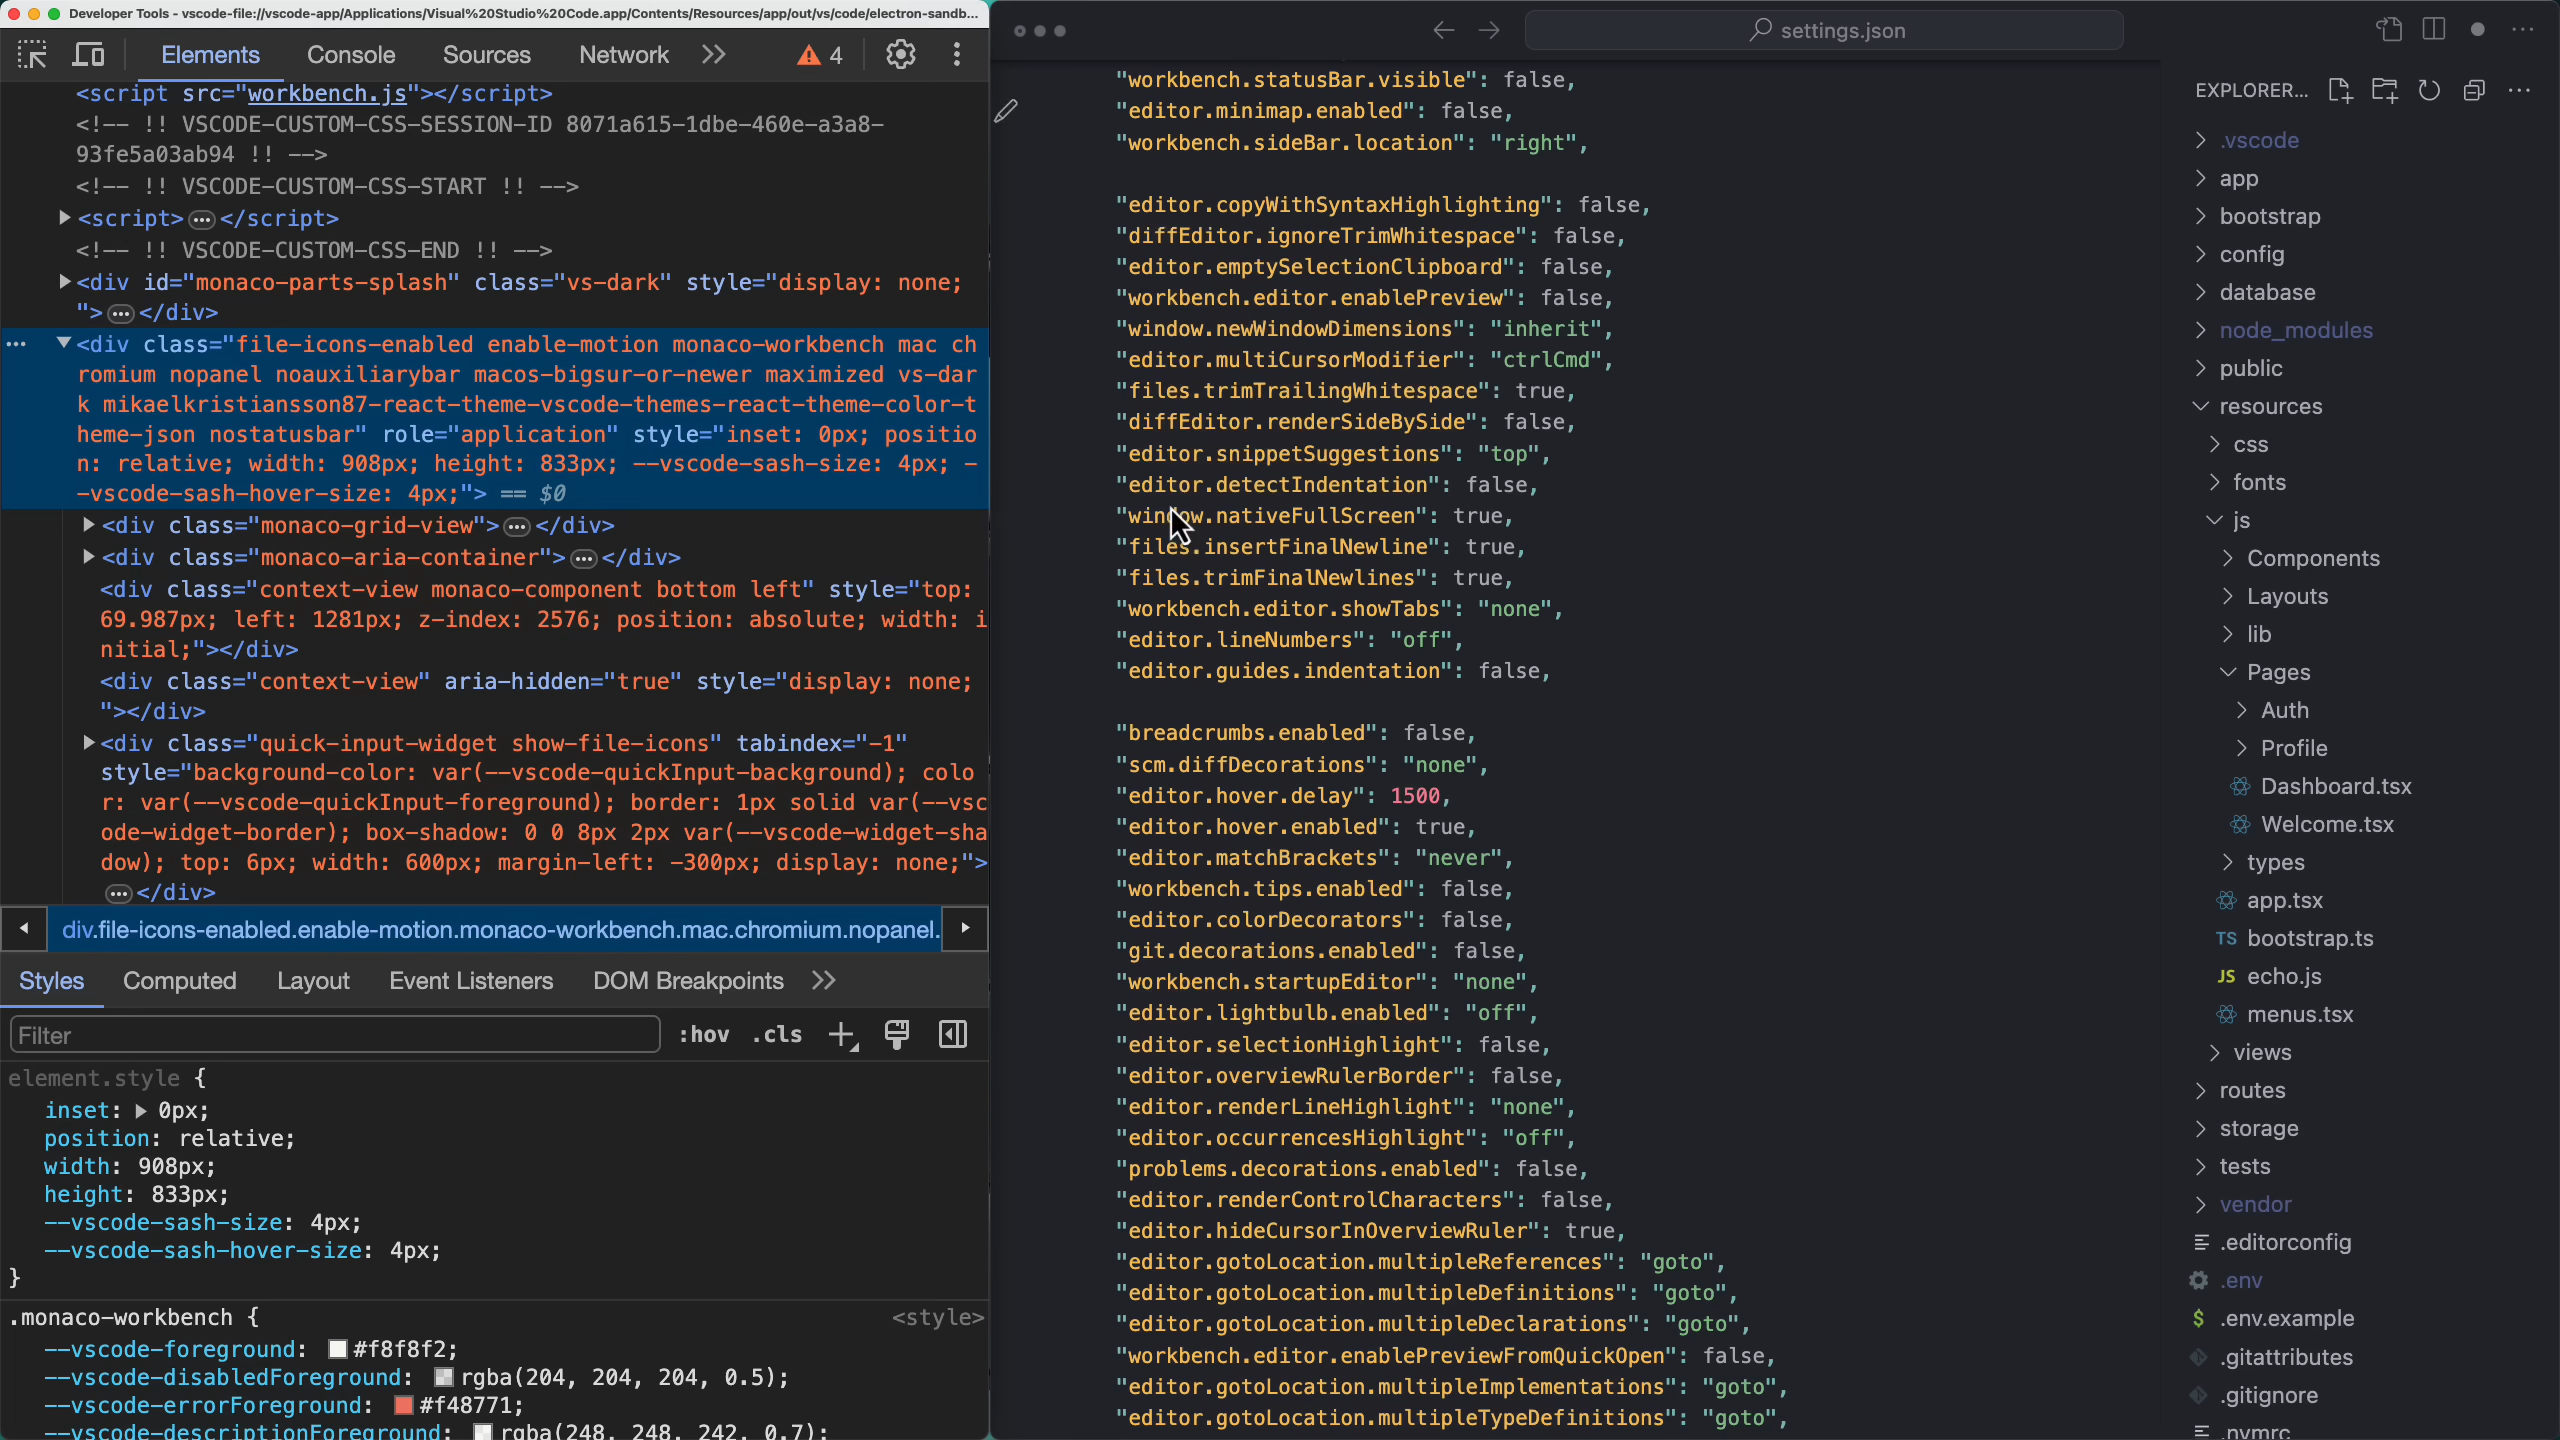 Developer Tools - vscode-file://vscode-app/Applications/Visual%20Studio%20Code.app/Contents/Resources/app/out/vs/code/electron-sandb...
Elements Console Sources Network 4
<script src="workbench.js"></script>
<!-- !! VSCODE-CUSTOM-CSS-SESSION-ID 8071a615-1dbe-460e-a3a8-
93fe5a03ab94 !! -->
<!-- !! VSCODE-CUSTOM-CSS-START !! -->
<script>…</script>
<!-- !! VSCODE-CUSTOM-CSS-END !! -->
<div id="monaco-parts-splash" class="vs-dark" style="display: none;
">…</div>
… <div class="file-icons-enabled enable-motion monaco-workbench mac ch
romium nopanel noauxiliarybar macos-bigsur-or-newer maximized vs-dar
k mikaelkristiansson87-react-theme-vscode-themes-react-theme-color-t
heme-json nostatusbar" role="application" style="inset: 0px; positio
n: relative; width: 908px; height: 833px; --vscode-sash-size: 4px; -
-vscode-sash-hover-size: 4px;"> == $0
<div class="monaco-grid-view">…</div>
<div class="monaco-aria-container">…</div>
<div class="context-view monaco-component bottom left" style="top:
69.987px; left: 1281px; z-index: 2576; position: absolute; width: i
nitial;"></div>
<div class="context-view" aria-hidden="true" style="display: none;
"></div>
<div class="quick-input-widget show-file-icons" tabindex="-1"
style="background-color: var(--vscode-quickInput-background); colo
r: var(--vscode-quickInput-foreground); border: 1px solid var(--vsc
ode-widget-border); box-shadow: 0 0 8px 2px var(--vscode-widget-sha
dow); top: 6px; width: 600px; margin-left: -300px; display: none;">
…</div>
div.file-icons-enabled.enable-motion.monaco-workbench.mac.chromium.nopanel.
Styles Computed Layout Event Listeners DOM Breakpoints
Filter :hov .cls
element.style {
inset: 0px;
position: relative;
width: 908px;
height: 833px;
--vscode-sash-size: 4px;
--vscode-sash-hover-size: 4px;
}
.monaco-workbench { <style>
--vscode-foreground: #f8f8f2;
--vscode-disabledForeground: rgba(204, 204, 204, 0.5);
--vscode-errorForeground: #f48771;
--vscode-descriptionForeground: rgba(248, 248, 242, 0.7);
settings.json
"workbench.statusBar.visible": false,
"editor.minimap.enabled": false,
"workbench.sideBar.location": "right",
"editor.copyWithSyntaxHighlighting": false,
"diffEditor.ignoreTrimWhitespace": false,
"editor.emptySelectionClipboard": false,
"workbench.editor.enablePreview": false,
"window.newWindowDimensions": "inherit",
"editor.multiCursorModifier": "ctrlCmd",
"files.trimTrailingWhitespace": true,
"diffEditor.renderSideBySide": false,
"editor.snippetSuggestions": "top",
"editor.detectIndentation": false,
"window.nativeFullScreen": true,
"files.insertFinalNewline": true,
"files.trimFinalNewlines": true,
"workbench.editor.showTabs": "none",
"editor.lineNumbers": "off",
"editor.guides.indentation": false,
"breadcrumbs.enabled": false,
"scm.diffDecorations": "none",
"editor.hover.delay": 1500,
"editor.hover.enabled": true,
"editor.matchBrackets": "never",
"workbench.tips.enabled": false,
"editor.colorDecorators": false,
"git.decorations.enabled": false,
"workbench.startupEditor": "none",
"editor.lightbulb.enabled": "off",
"editor.selectionHighlight": false,
"editor.overviewRulerBorder": false,
"editor.renderLineHighlight": "none",
"editor.occurrencesHighlight": "off",
"problems.decorations.enabled": false,
"editor.renderControlCharacters": false,
"editor.hideCursorInOverviewRuler": true,
"editor.gotoLocation.multipleReferences": "goto",
"editor.gotoLocation.multipleDefinitions": "goto",
"editor.gotoLocation.multipleDeclarations": "goto",
"workbench.editor.enablePreviewFromQuickOpen": false,
"editor.gotoLocation.multipleImplementations": "goto",
"editor.gotoLocation.multipleTypeDefinitions": "goto",
EXPLORER...
.vscode
app
bootstrap
config
database
node_modules
public
resources
css
fonts
js
Components
Layouts
lib
Pages
Auth
Profile
Dashboard.tsx
Welcome.tsx
types
app.tsx
TS bootstrap.ts
JS echo.js
menus.tsx
views
routes
storage
tests
vendor
.editorconfig
.env
$ .env.example
.gitattributes
.gitignore
.nvmrc